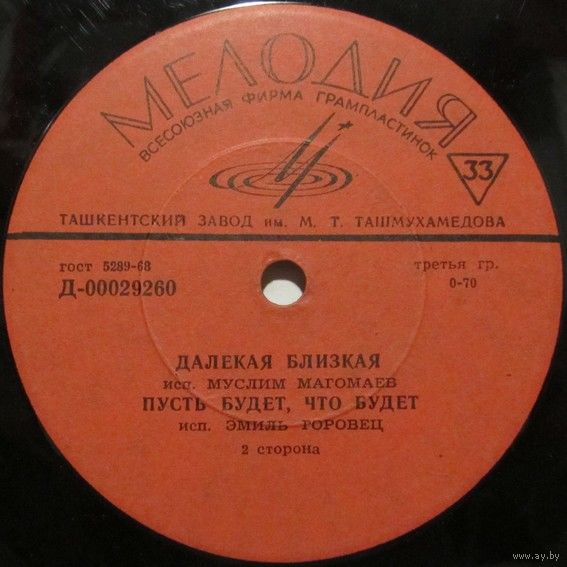 МЕЛОДИЯ
ВСЕСОЮЗНАЯ ФИРМА ГРАМПЛАСТИНОК
33
ТАШКЕНТСКИЙ ЗАВОД им. М. Т. ТАШМУХАМЕДОВА
гост 5289-68
третья гр.
Д-00029260
0-70
ДАЛЕКАЯ БЛИЗКАЯ
исп. МУСЛИМ МАГОМАЕВ
ПУСТЬ БУДЕТ, ЧТО БУДЕТ
исп. ЭМИЛЬ ГОРОВЕЦ
2 сторона
www.ay.by